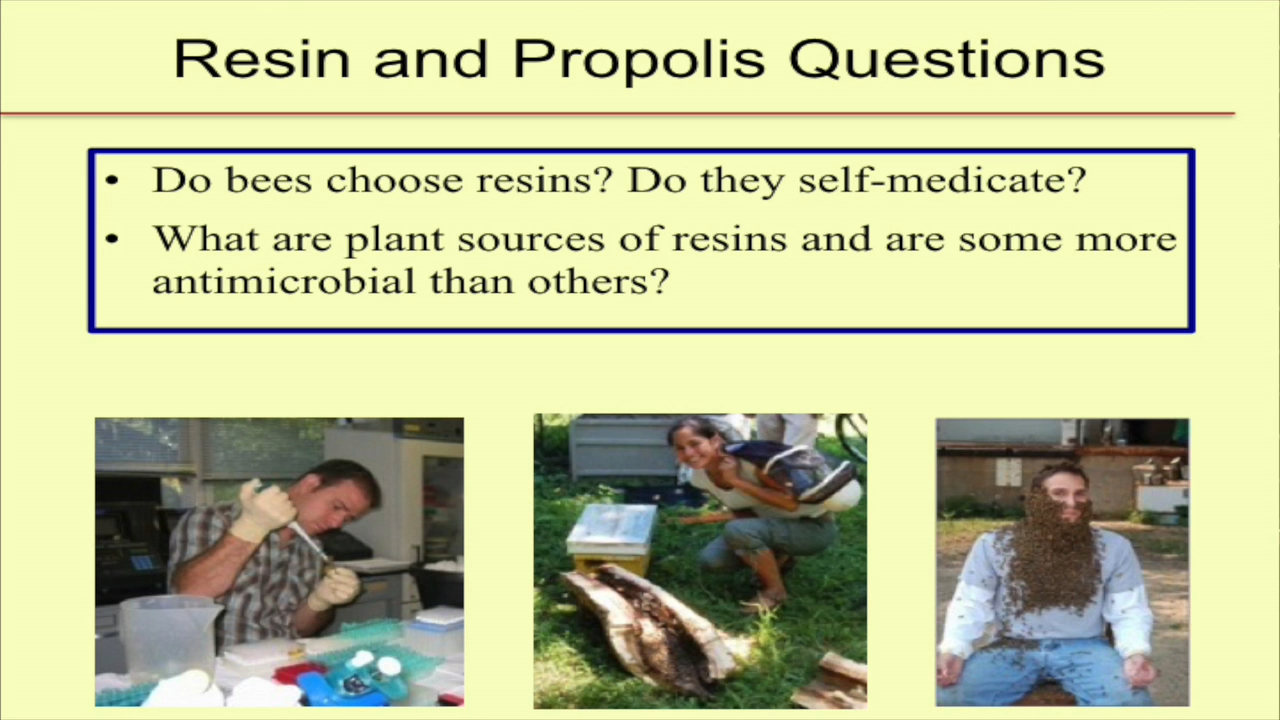 Resin and Propolis Questions
• Do bees choose resins? Do they self-medicate?
• What are plant sources of resins and are some more
antimicrobial than others?